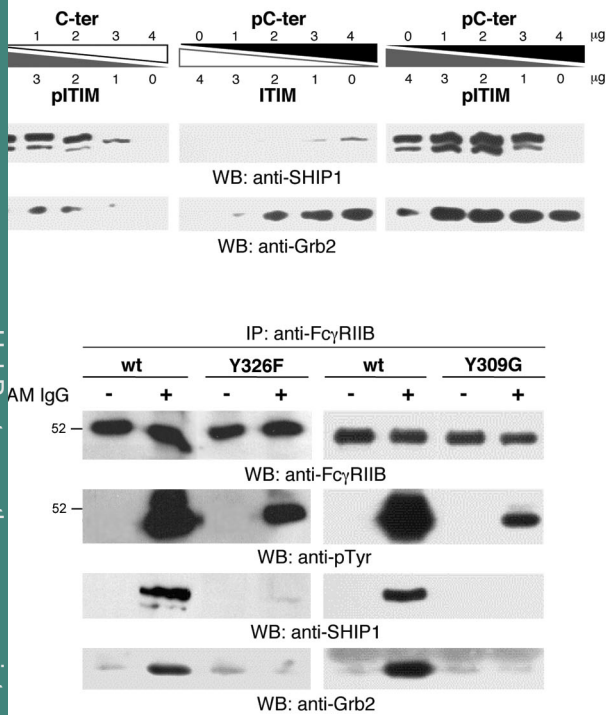 C-ter pC-ter pC-ter
1 2 3 4 0 1 2 3 4 0 1 2 3 4 µg
3 2 1 0 4 3 2 1 0 4 3 2 1 0 µg
pITIM ITIM pITIM
WB: anti-SHIP1
WB: anti-Grb2
IP: anti-FcγRIIB
wt Y326F wt Y309G
AM IgG - + - + - + - +
52
WB: anti-FcγRIIB
52
WB: anti-pTyr
WB: anti-SHIP1
WB: anti-Grb2